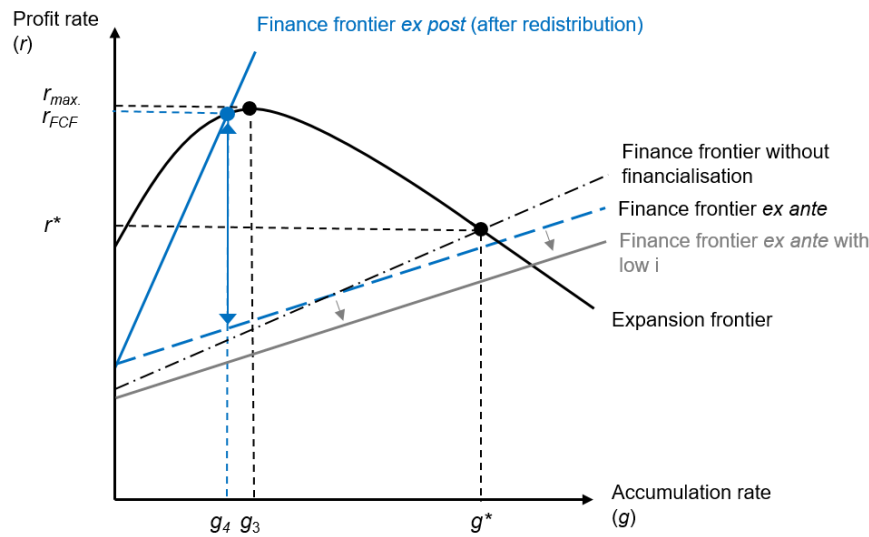 Profit rate
(r)
Finance frontier ex post (after redistribution)
rmax.
rFCF
r*
Finance frontier without
financialisation
Finance frontier ex ante
Finance frontier ex ante with
low i
Expansion frontier
Accumulation rate
(g)
g4 g3 g*